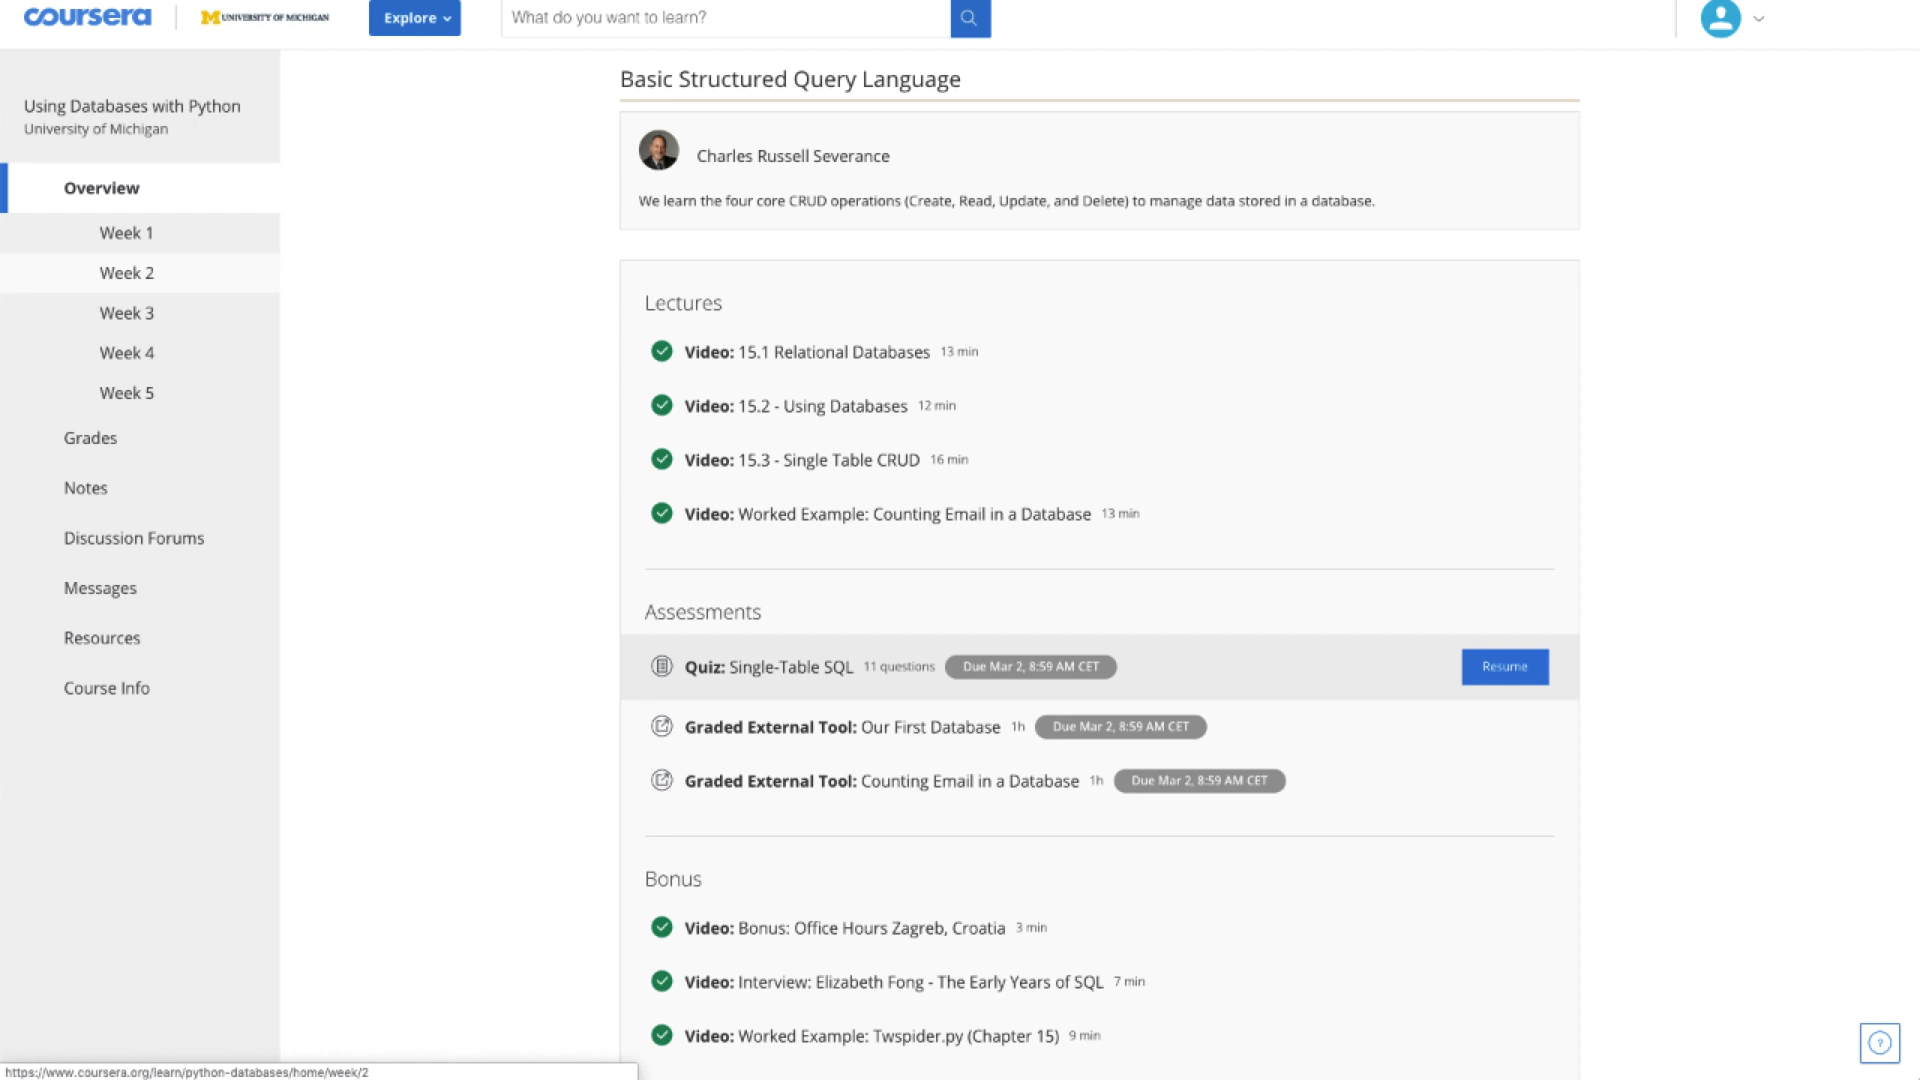 coursera
UNIVERSITY OF MICHIGAN
Explore
What do you want to learn?
Using Databases with Python
University of Michigan
Overview
Week 1
Week 2
Week 3
Week 4
Week 5
Grades
Notes
Discussion Forums
Messages
Resources
Course Info
Basic Structured Query Language
Charles Russell Severance
We learn the four core CRUD operations (Create, Read, Update, and Delete) to manage data stored in a database.
Lectures
Video: 15.1 Relational Databases 13 min
Video: 15.2 - Using Databases 12 min
Video: 15.3 - Single Table CRUD 16 min
Video: Worked Example: Counting Email in a Database 13 min
Assessments
Quiz: Single-Table SQL 11 questions Due Mar 2, 8:59 AM CET Resume
Graded External Tool: Our First Database 1h Due Mar 2, 8:59 AM CET
Graded External Tool: Counting Email in a Database 1h Due Mar 2, 8:59 AM CET
Bonus
Video: Bonus: Office Hours Zagreb, Croatia 3 min
Video: Interview: Elizabeth Fong - The Early Years of SQL 7 min
Video: Worked Example: Twspider.py (Chapter 15) 9 min
?
https://www.coursera.org/learn/python-databases/home/week/2